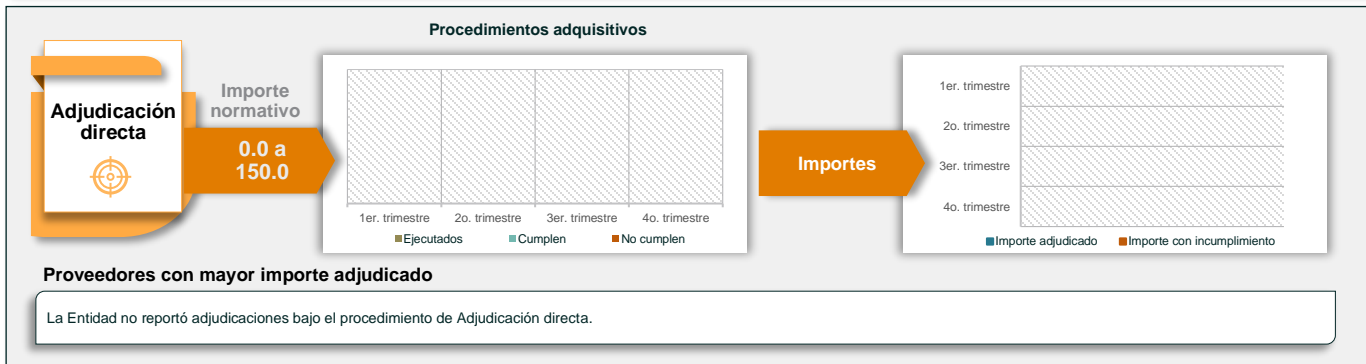 Procedimientos adquisitivos
Adjudicación
directa
Importe
normativo
0.0 a
150.0
1er. trimestre
2o. trimestre
3er. trimestre
4o. trimestre
Ejecutados
Cumplen
No cumplen
Importes
1er. trimestre
2o. trimestre
3er. trimestre
4o. trimestre
Importe adjudicado
Importe con incumplimiento
Proveedores con mayor importe adjudicado
La Entidad no reportó adjudicaciones bajo el procedimiento de Adjudicación directa.